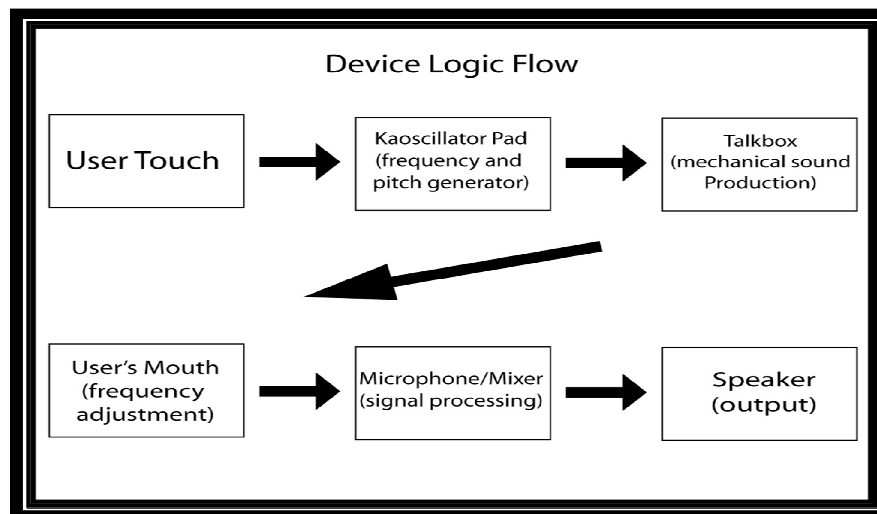 Device Logic Flow
User Touch
Kaoscillator Pad
(frequency and
pitch generator)
Talkbox
(mechanical sound
Production)
User's Mouth
(frequency
adjustment)
Microphone/Mixer
(signal processing)
Speaker
(output)